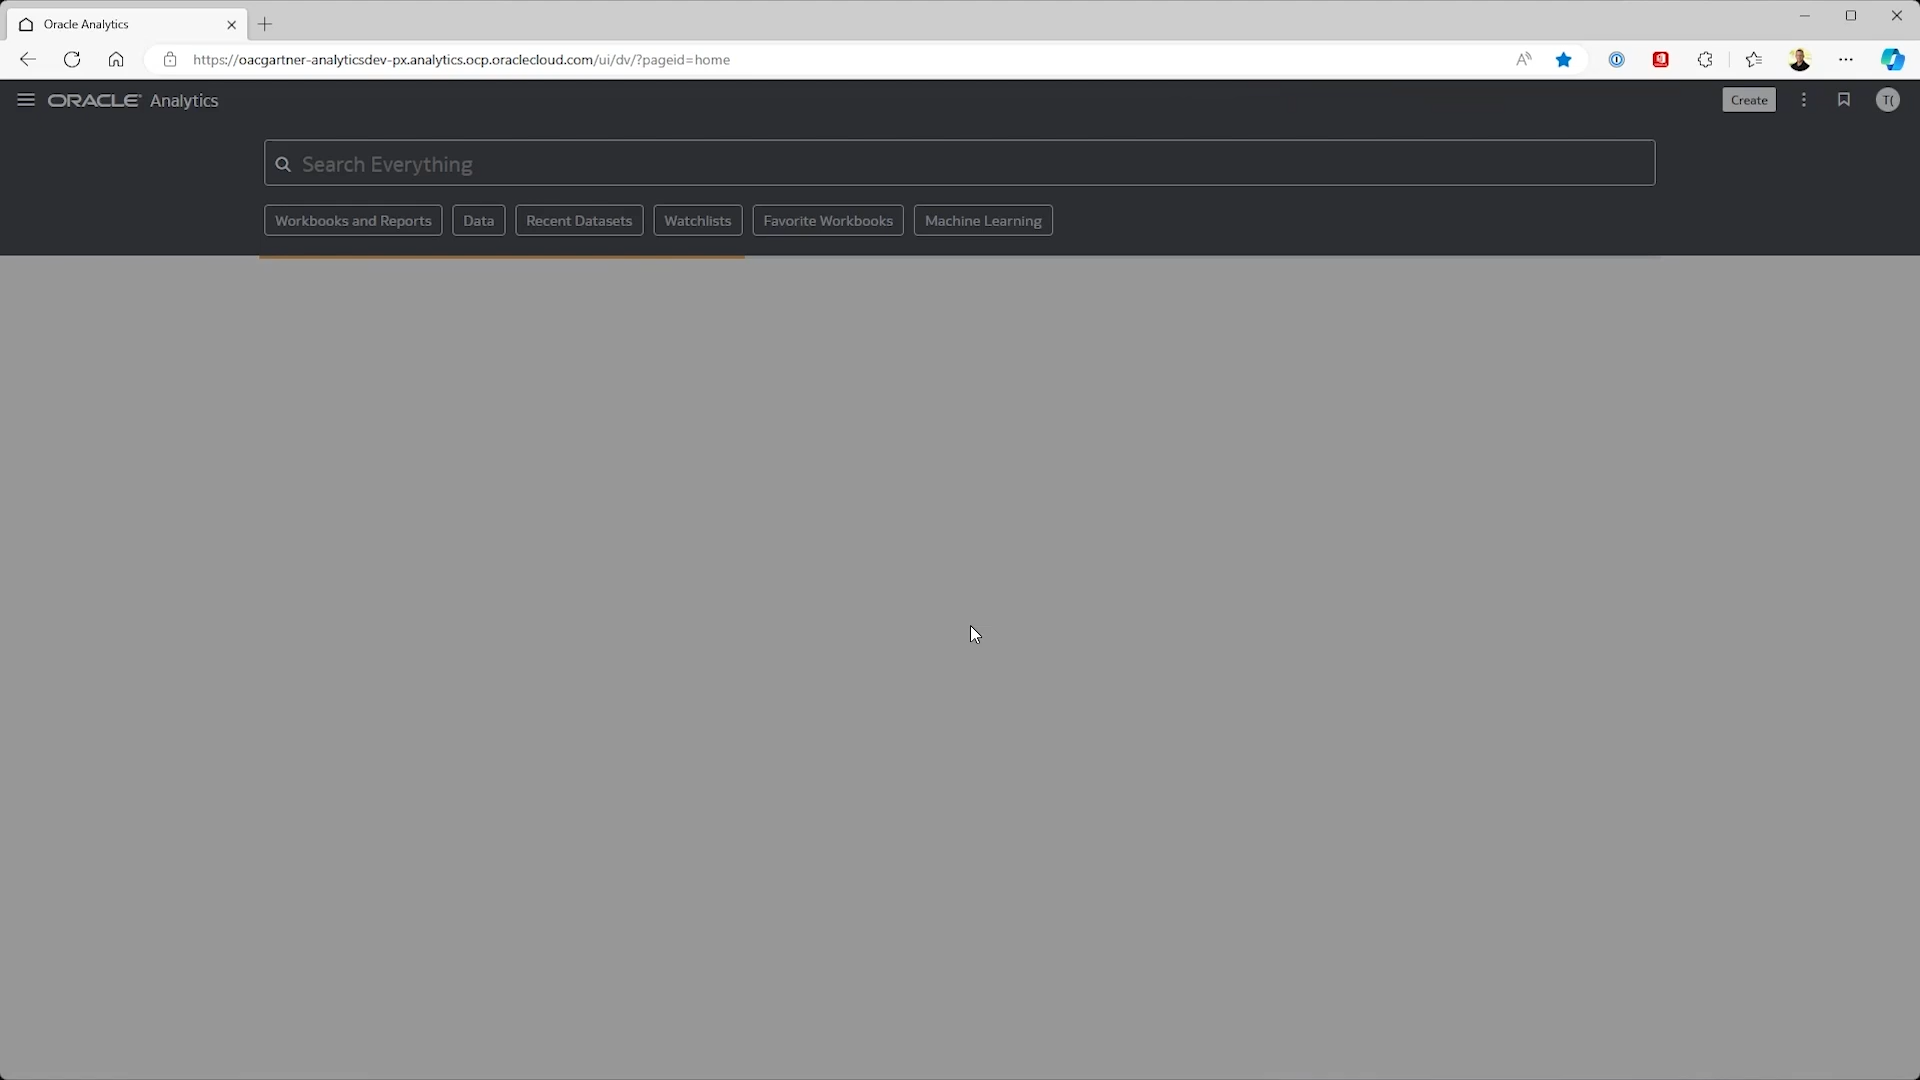 Oracle Analytics
https://oacgartner-analyticsdev-px.analytics.ocp.oraclecloud.com/ui/dv/?pageid=home
ORACLE Analytics
Create
T(
Search Everything
Workbooks and Reports
Data
Recent Datasets
Watchlists
Favorite Workbooks
Machine Learning